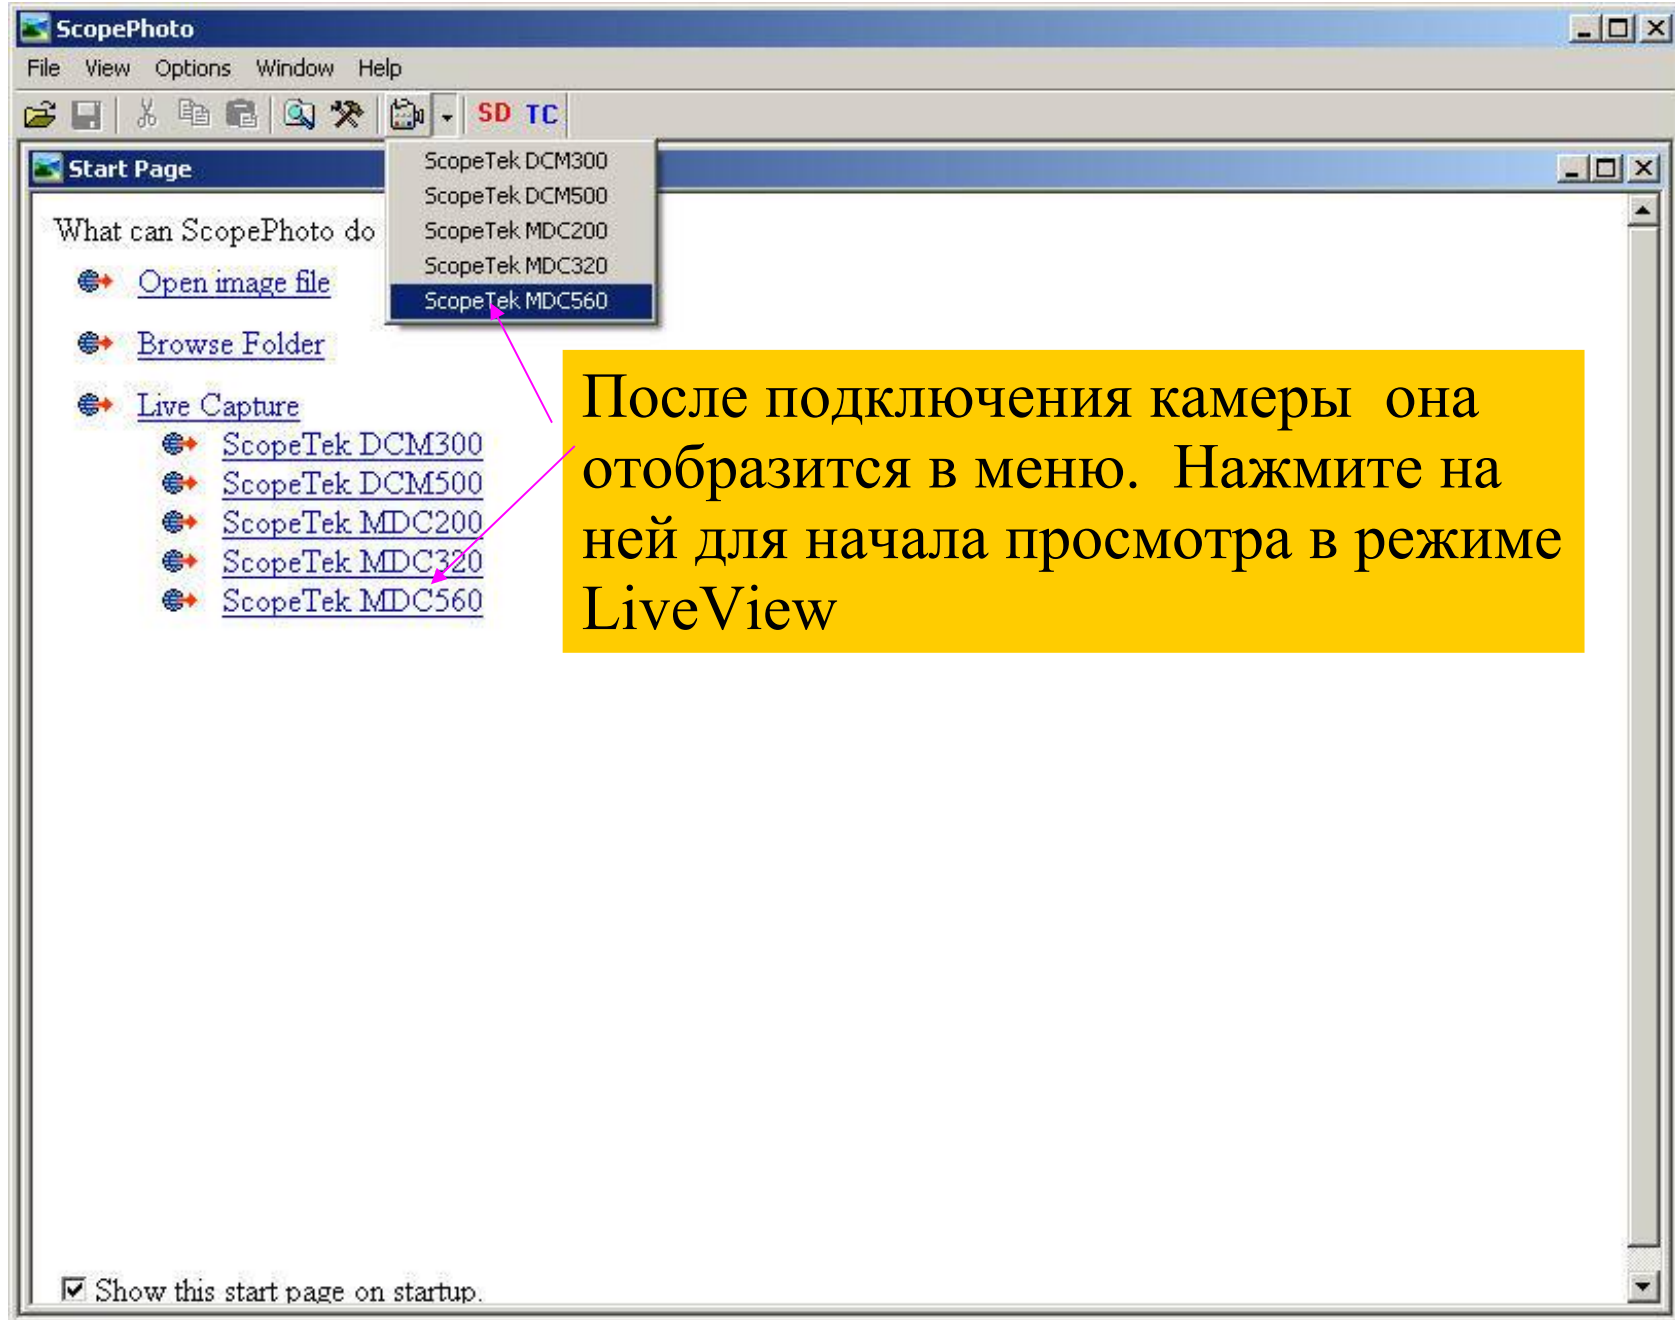 ScopePhoto
File View Options Window Help
SD TC
Start Page
ScopeTek DCM300
ScopeTek DCM500
ScopeTek MDC200
ScopeTek MDC320
ScopeTek MDC560
What can ScopePhoto do
Open image file
Browse Folder
Live Capture
ScopeTek DCM300
ScopeTek DCM500
ScopeTek MDC200
ScopeTek MDC320
ScopeTek MDC560
После подключения камеры она
отобразится в меню. Нажмите на
ней для начала просмотра в режиме
LiveView
Show this start page on startup.